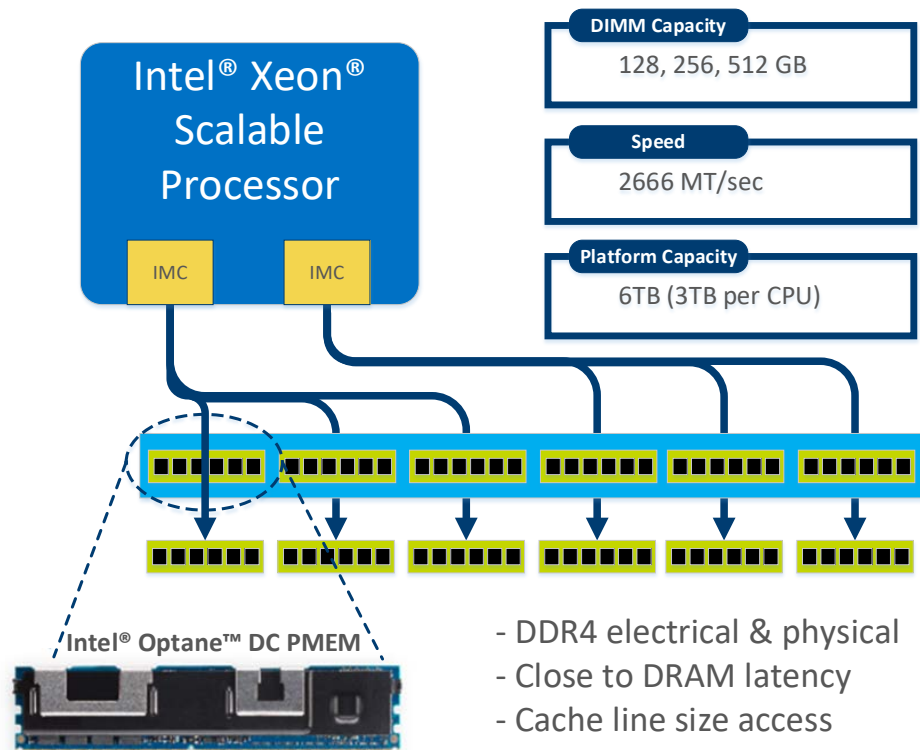 Intel® Xeon®
Scalable
Processor
IMC
IMC
DIMM Capacity
128, 256, 512 GB
Speed
2666 MT/sec
Platform Capacity
6TB (3TB per CPU)
Intel® Optane™ DC PMEM
- DDR4 electrical & physical
- Close to DRAM latency
- Cache line size access